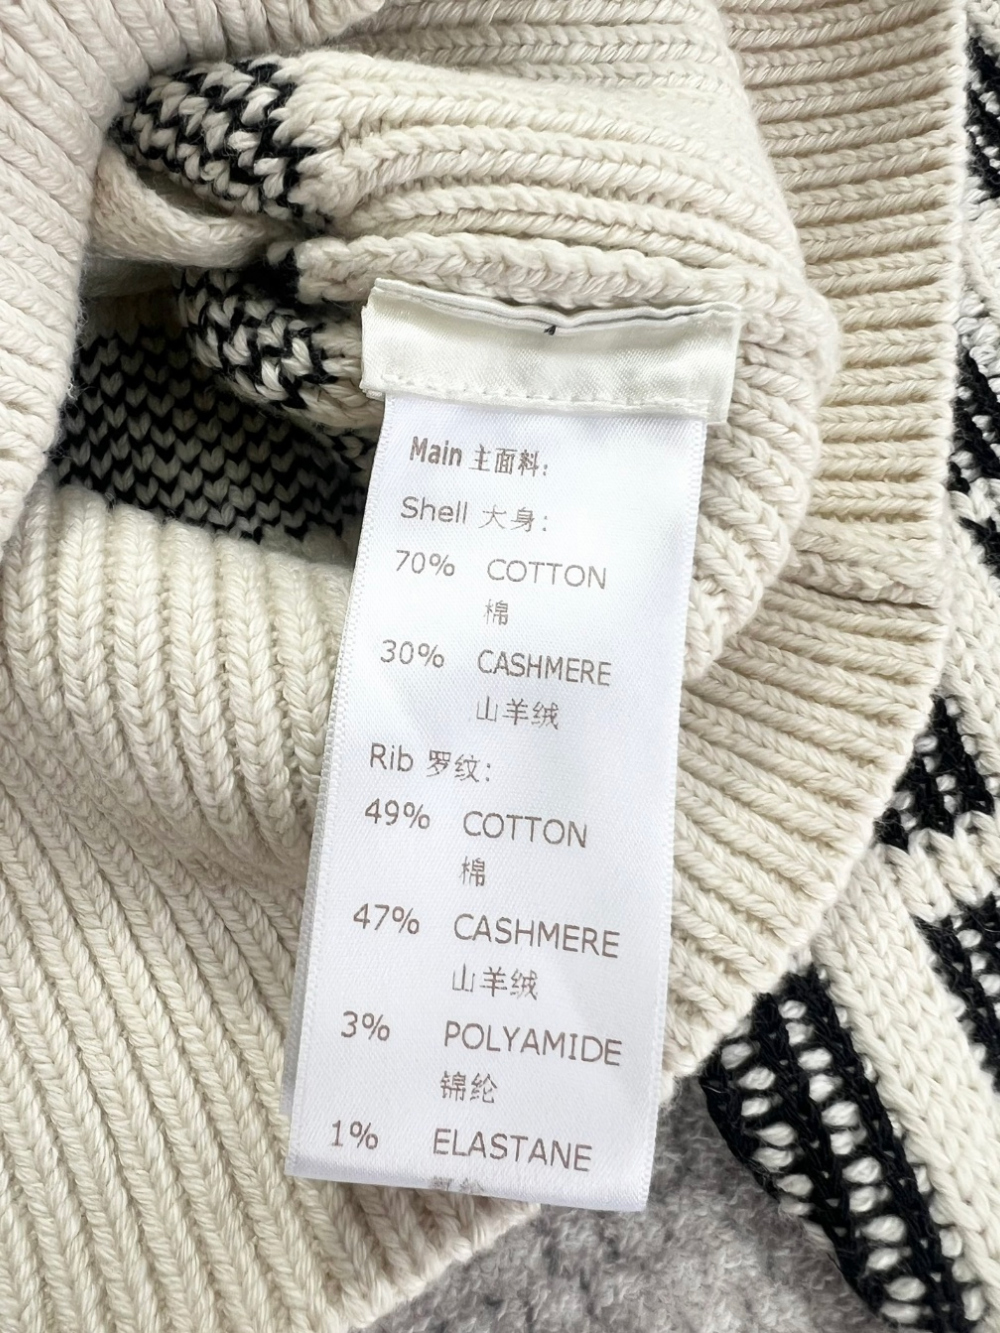 Main 主面料:
Shell 大身:
70% COTTON
棉
30% CASHMERE
山羊绒
Rib 罗纹:
49% COTTON
棉
47% CASHMERE
山羊绒
3% POLYAMIDE
锦纶
1% ELASTANE